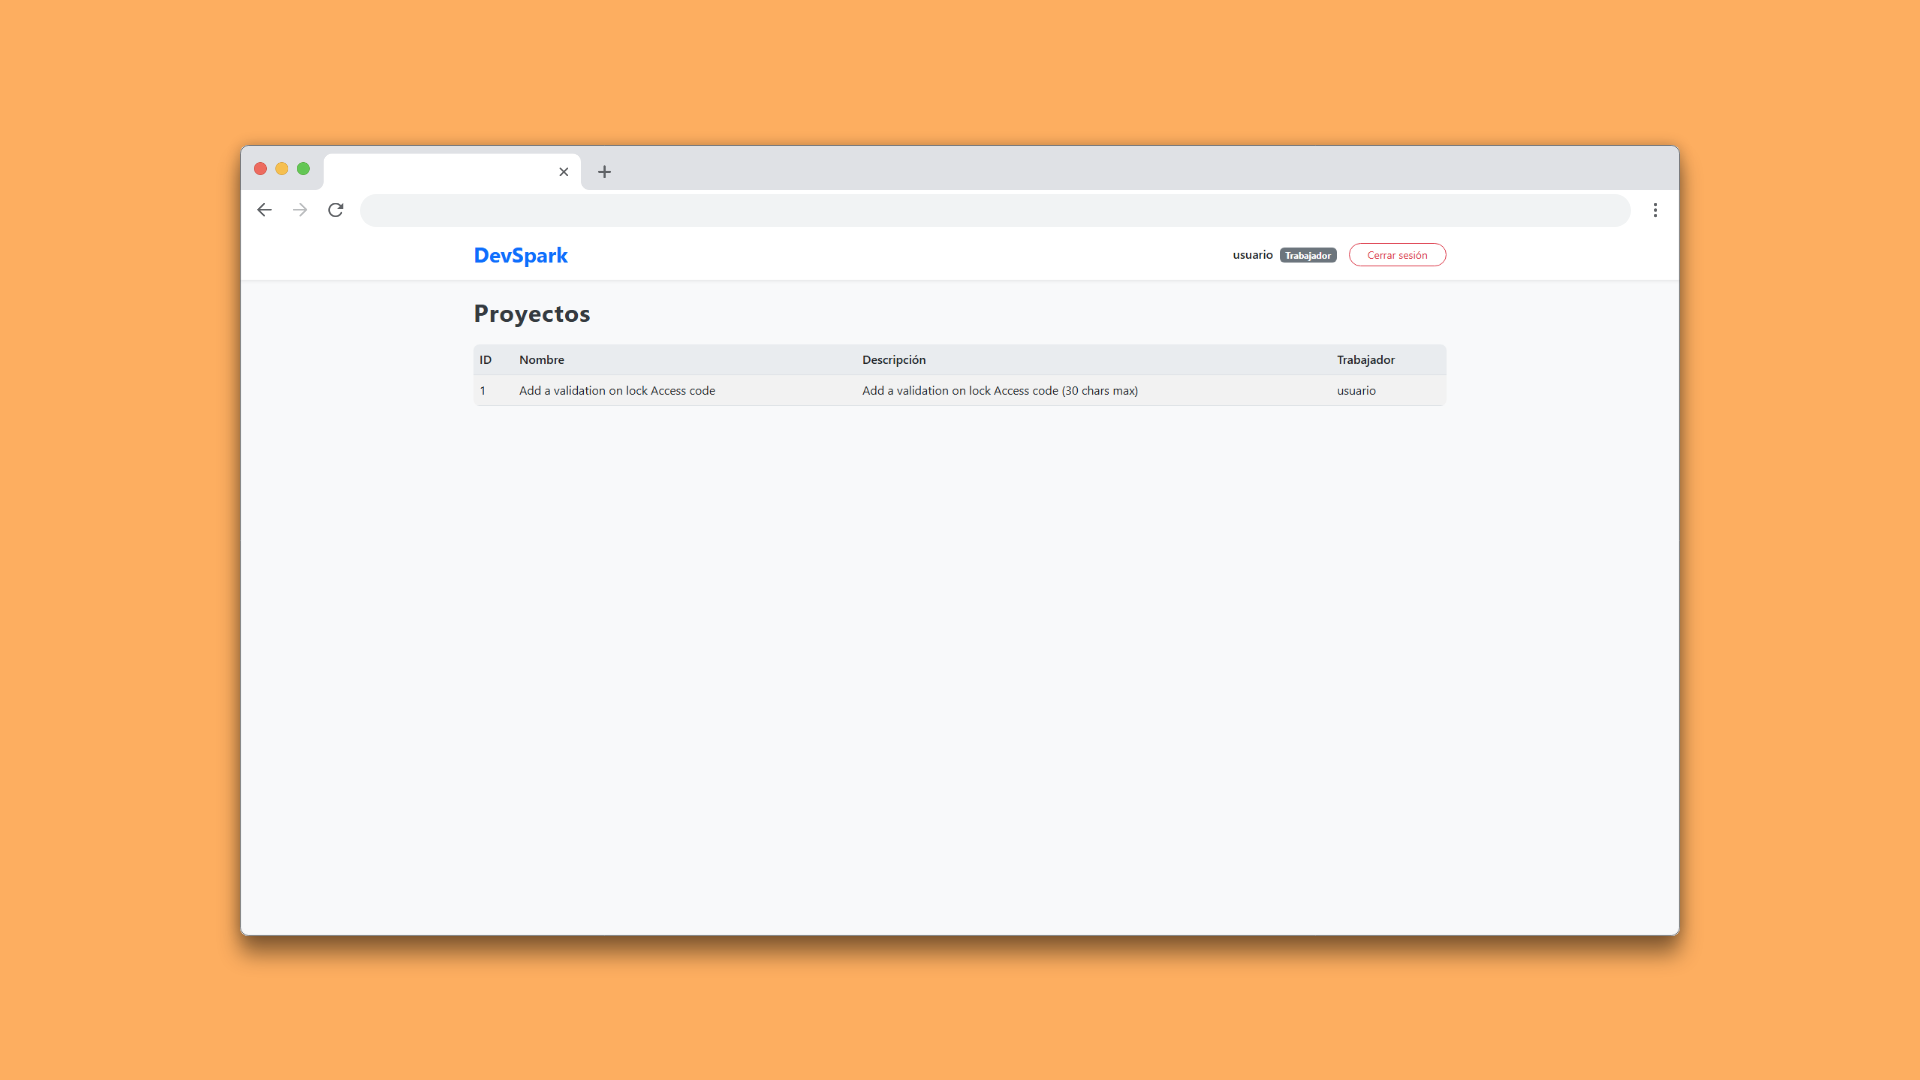 DevSpark usuario Trabajador Cerrar sesión
Proyectos
ID Nombre Descripción Trabajador
1 Add a validation on lock Access code Add a validation on lock Access code (30 chars max) usuario